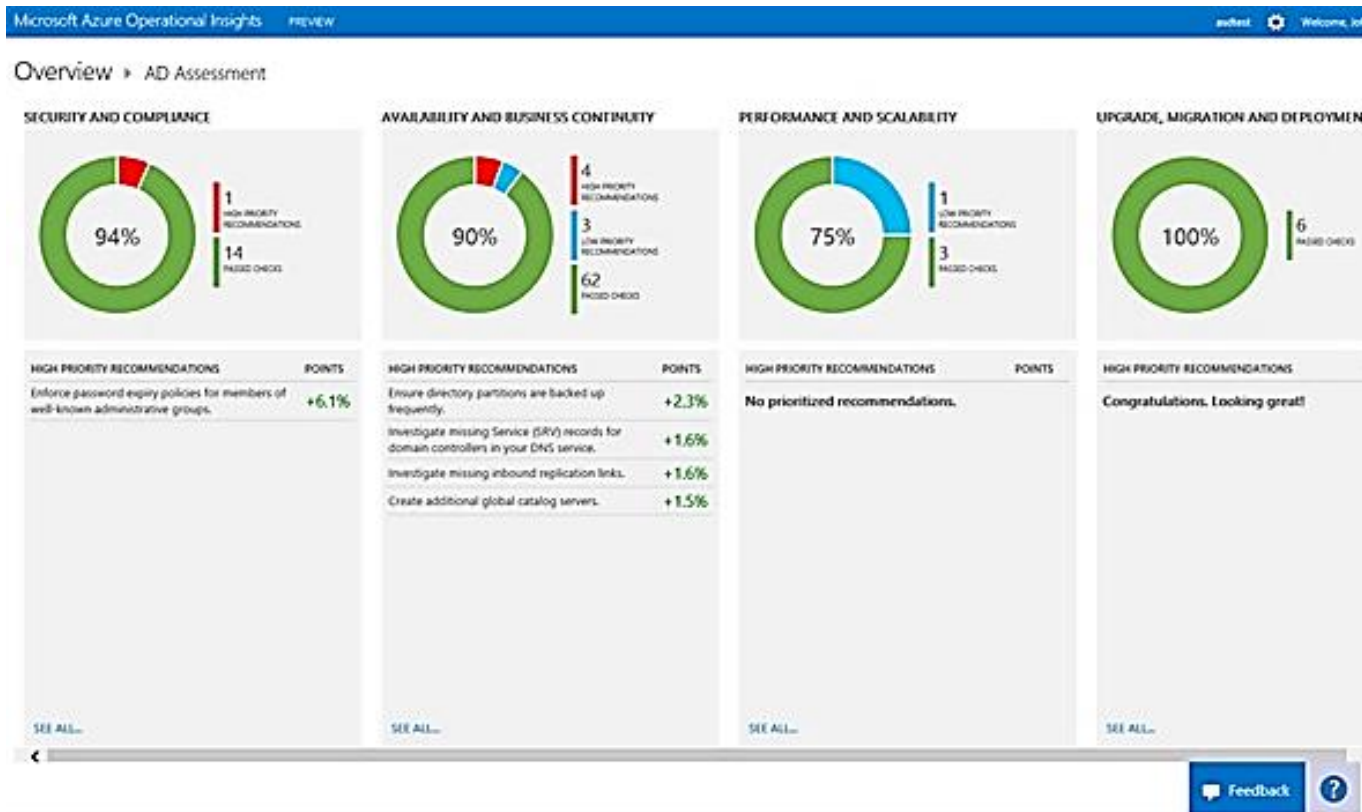 Microsoft Azure Operational Insights PREVIEW
Welcome,
Overview ▸ AD Assessment
SECURITY AND COMPLIANCE
94%
1
HIGH PRIORITY
RECOMMENDATIONS
14
PASSED CHECKS
HIGH PRIORITY RECOMMENDATIONS POINTS
Enforce password expiry policies for members of
well-known administrative groups.
+6.1%
SEE ALL...
AVAILABILITY AND BUSINESS CONTINUITY
90%
4
HIGH PRIORITY
RECOMMENDATIONS
3
LOW PRIORITY
RECOMMENDATIONS
62
PASSED CHECKS
HIGH PRIORITY RECOMMENDATIONS POINTS
Ensure directory partitions are backed up
frequently.
+2.3%
Investigate missing Service (SRV) records for
domain controllers in your DNS service.
+1.6%
Investigate missing inbound replication links. +1.6%
Create additional global catalog servers. +1.5%
SEE ALL...
PERFORMANCE AND SCALABILITY
75%
1
LOW PRIORITY
RECOMMENDATIONS
3
PASSED CHECKS
HIGH PRIORITY RECOMMENDATIONS POINTS
No prioritized recommendations.
SEE ALL...
UPGRADE, MIGRATION AND DEPLOYMEN
100%
6
PASSED CHECKS
HIGH PRIORITY RECOMMENDATIONS
Congratulations. Looking great!
SEE ALL...
Feedback ?